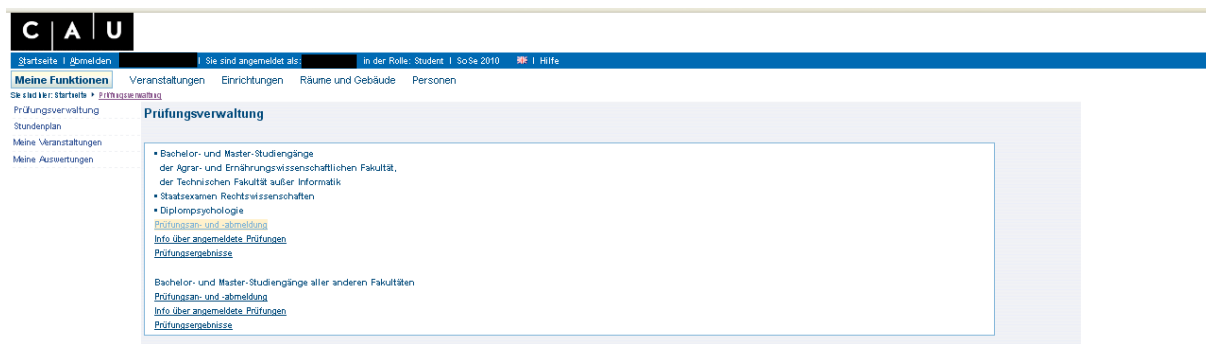 C A U
Startseite | Abmelden | Sie sind angemeldet als: in der Rolle: Student | SoSe 2010 | Hilfe
Meine Funktionen Veranstaltungen Einrichtungen Räume und Gebäude Personen
Sie sind hier: Startseite ▸ Prüfungsverwaltung
Prüfungsverwaltung
Stundenplan
Meine Veranstaltungen
Meine Auswertungen
Prüfungsverwaltung
▪ Bachelor- und Master-Studiengänge
der Agrar- und Ernährungswissenschaftlichen Fakultät,
der Technischen Fakultät außer Informatik
▪ Staatsexamen Rechtswissenschaften
▪ Diplompsychologie
Prüfungsan- und -abmeldung
Info über angemeldete Prüfungen
Prüfungsergebnisse
Bachelor- und Master-Studiengänge aller anderen Fakultäten
Prüfungsan- und -abmeldung
Info über angemeldete Prüfungen
Prüfungsergebnisse